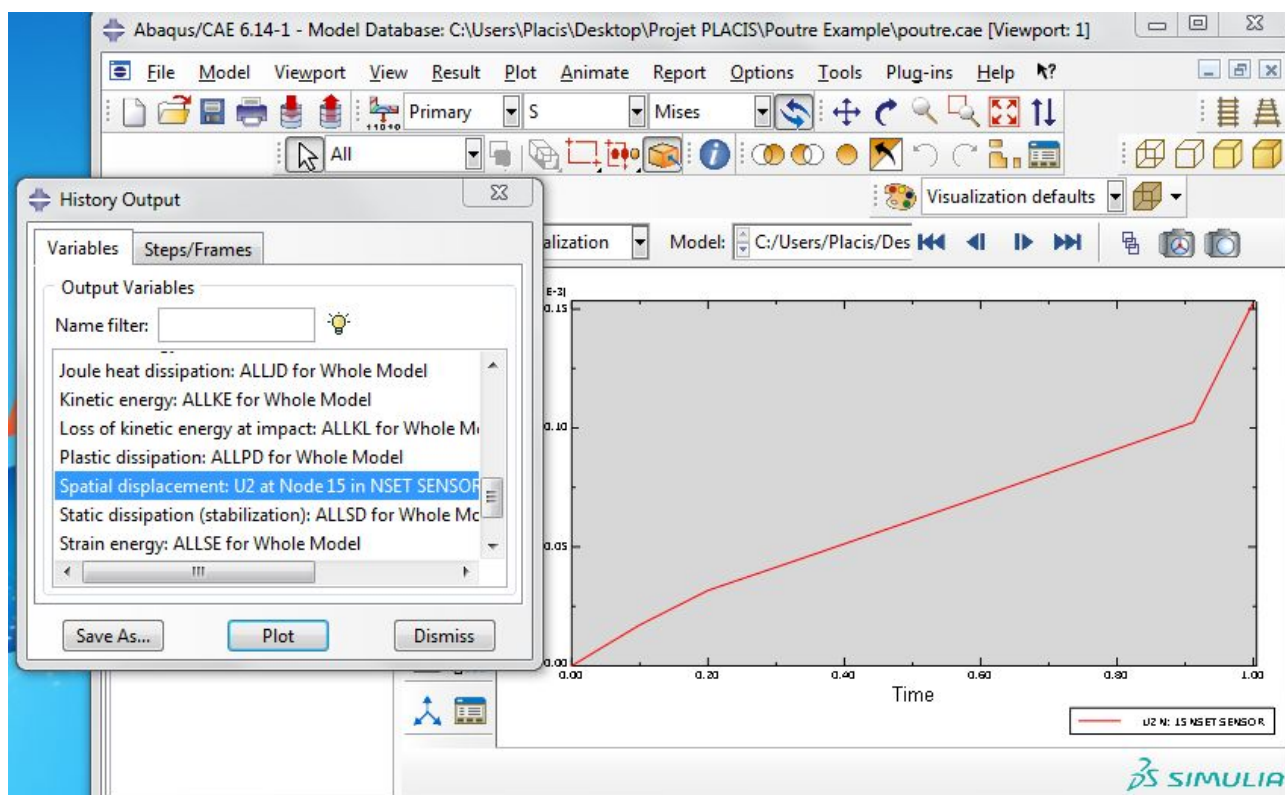 Abaqus/CAE 6.14-1 - Model Database: C:\Users\Placis\Desktop\Projet PLACIS\Poutre Example\poutre.cae [Viewport: 1]
File Model Viewport View Result Plot Animate Report Options Tools Plug-ins Help
Primary S Mises
All
Visualization defaults
alization Model: C:/Users/Placis/Des
History Output
Variables Steps/Frames
Output Variables
Name filter:
Joule heat dissipation: ALLJD for Whole Model
Kinetic energy: ALLKE for Whole Model
Loss of kinetic energy at impact: ALLKL for Whole M
Plastic dissipation: ALLPD for Whole Model
Spatial displacement: U2 at Node 15 in NSET SENSOR
Static dissipation (stabilization): ALLSD for Whole Mc
Strain energy: ALLSE for Whole Model
Save As... Plot Dismiss
E-3]
0.15
0.10
0.05
0.00
0.00 0.20 0.40 0.60 0.80 1.00
Time
U2 N: 15 NSET SENSOR
SIMULIA